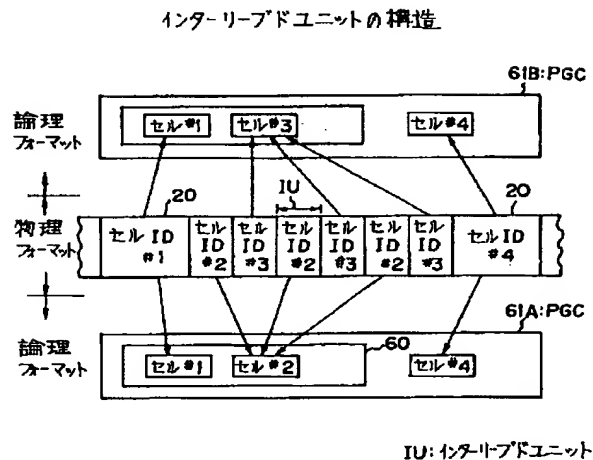 インターリーブドユニットの構造
61B:PGC
論理
フォーマット
セル#1
セル#3
セル#4
20
IU
20
物理
フォーマット
セル ID #1
セル ID #2
セル ID #3
セル ID #2
セル ID #3
セル ID #2
セル ID #3
セル ID #4
61A:PGC
論理
フォーマット
60
セル#1
セル#2
セル#4
IU:インターリーブドユニット